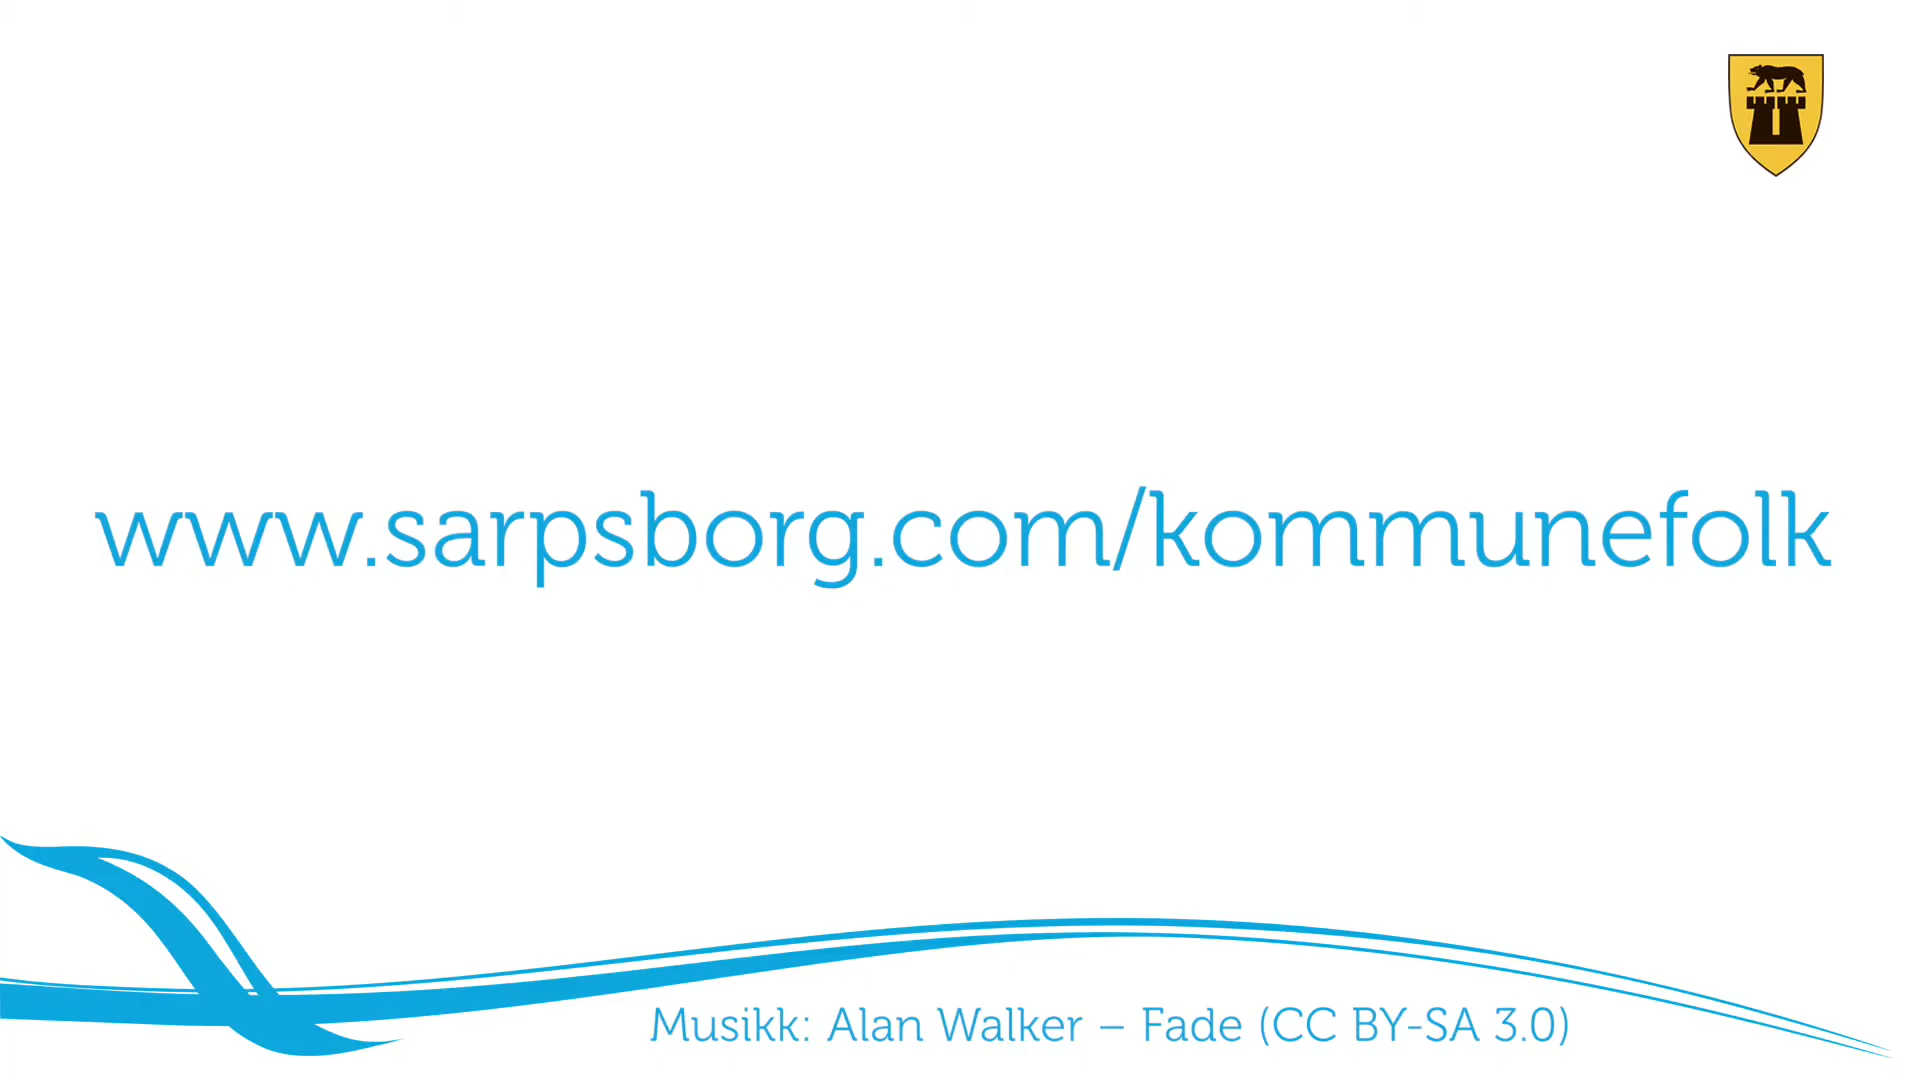 www.sarpsborg.com/kommunefolk
Musikk: Alan Walker – Fade (CC BY-SA 3.0)